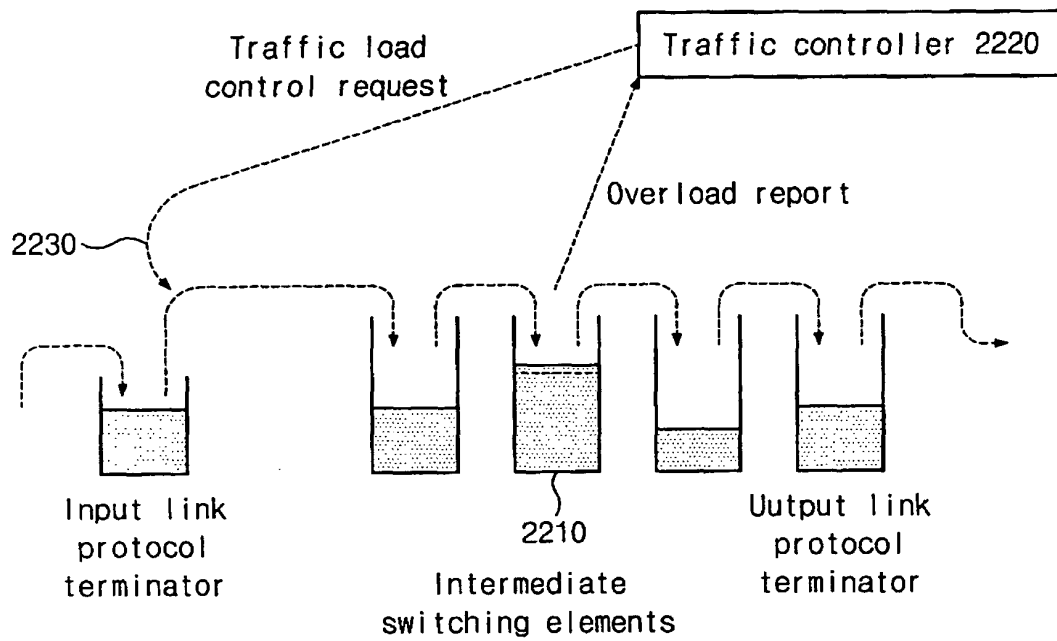 Traffic load
control request
Traffic controller 2220
Overload report
2230
Input link
protocol
terminator
2210
Intermediate
switching elements
Uutput link
protocol
terminator